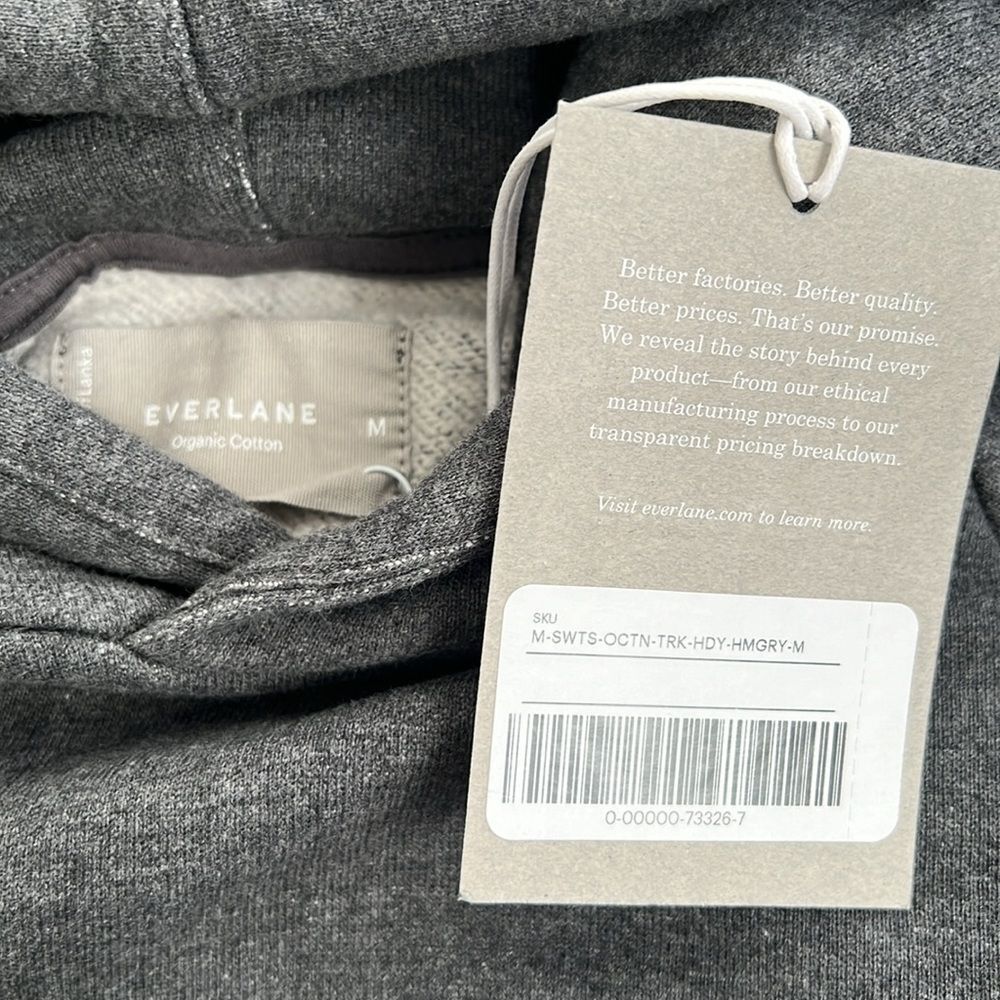 Lanka
EVERLANE
Organic Cotton
M
Better factories. Better quality.
Better prices. That's our promise.
We reveal the story behind every
product—from our ethical
manufacturing process to our
transparent pricing breakdown.
Visit everlane.com to learn more.
SKU
M-SWTS-OCTN-TRK-HDY-HMGRY-M
0-00000-73326-7